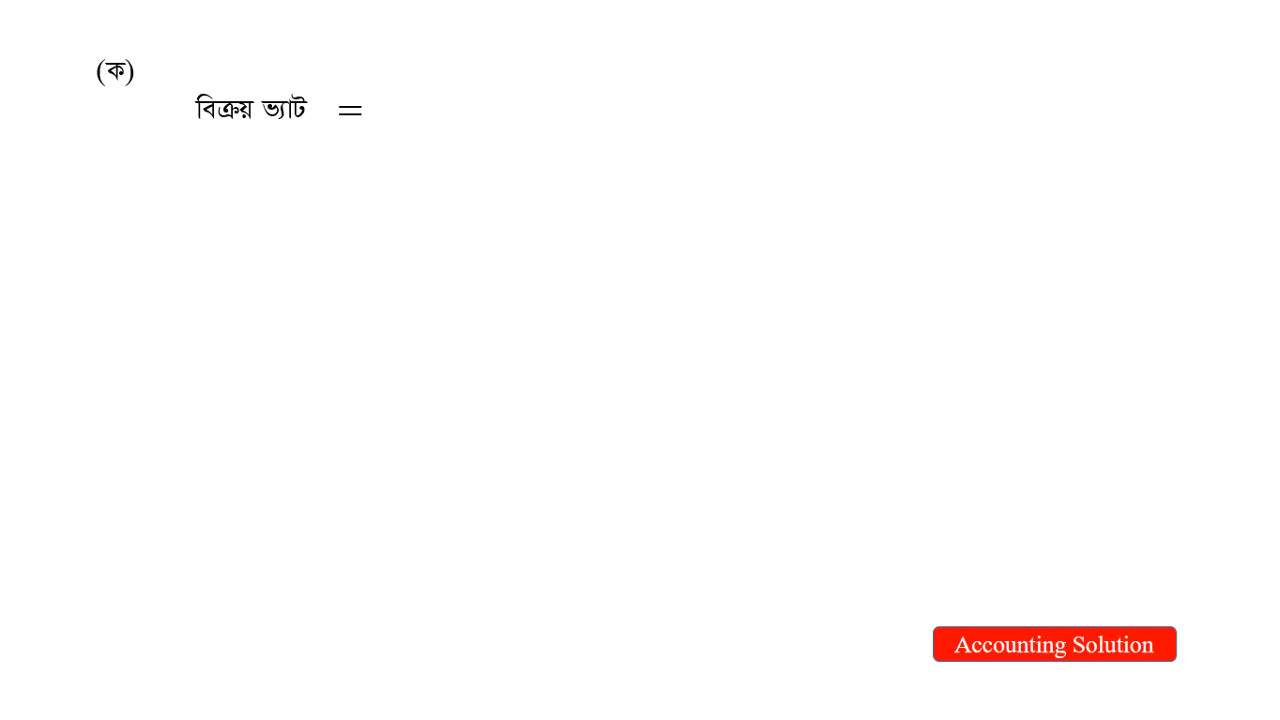 (ক)
বিক্রয় ভ্যাট =
Accounting Solution